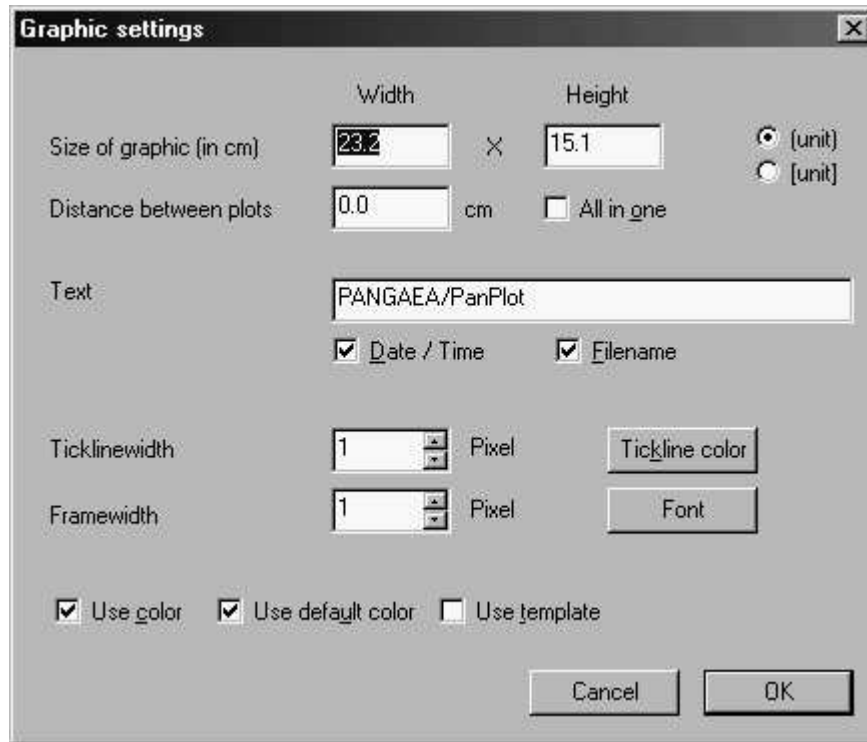 Graphic settings
Width Height
Size of graphic (in cm) 23.2 X 15.1 (unit)
[unit]
Distance between plots 0.0 cm All in one
Text PANGAEA/PanPlot
Date / Time Filename
Ticklinewidth 1 Pixel Tickline color
Framewidth 1 Pixel Font
Use color Use default color Use template
Cancel OK